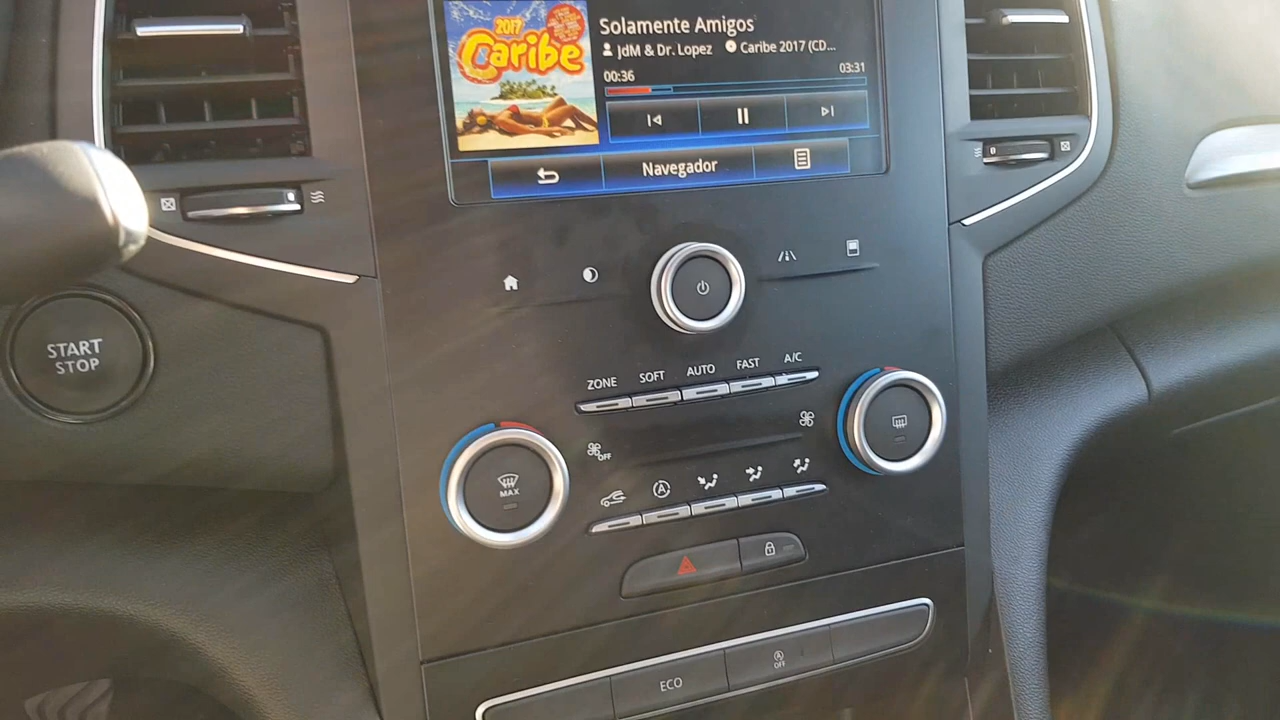 2017
Caribe
Solamente Amigos
JdM & Dr. Lopez Caribe 2017 (CD...
00:36 03:31
Navegador
START
STOP
ZONE SOFT AUTO FAST A/C
OFF
MAX
ECO
A
OFF